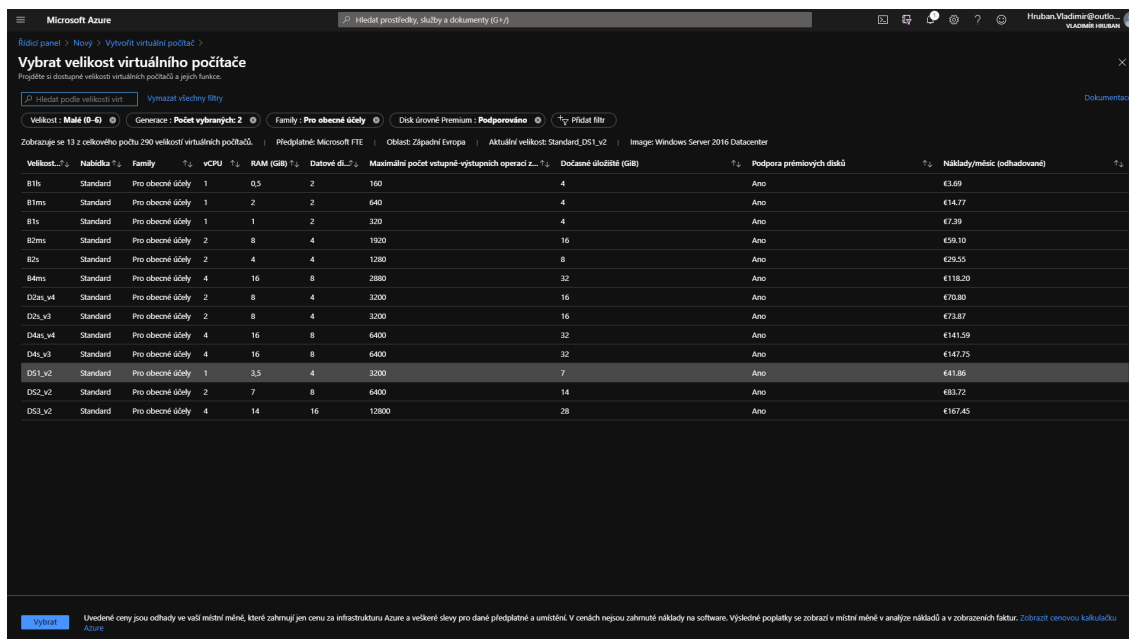 Microsoft Azure
Hledat prostředky, služby a dokumenty (G+/)
1
Hruban.Vladimir@outlo...
VLADIMÍR HRUBAN
Řídicí panel > Nový > Vytvořit virtuální počítač >
Vybrat velikost virtuálního počítače
Projděte si dostupné velikosti virtuálních počítačů a jejich funkce.
Hledat podle velikosti virt Vymazat všechny filtry Dokumentace
Velikost : Malé (0–6) Generace : Počet vybraných: 2 Family : Pro obecné účely Disk úrovně Premium : Podporováno Přidat filtr
Zobrazuje se 13 z celkového počtu 290 velikostí virtuálních počítačů. | Předplatné: Microsoft FTE | Oblast: Západní Evropa | Aktuální velikost: Standard_DS1_v2 | Image: Windows Server 2016 Datacenter
Velikost...↑↓ Nabídka ↑↓ Family ↑↓ vCPU ↑↓ RAM (GiB) ↑↓ Datové di...↑↓ Maximální počet vstupně-výstupních operací z... ↑↓ Dočasné úložiště (GiB) ↑↓ Podpora prémiových disků ↑↓ Náklady/měsíc (odhadované) ↑↓
B1ls Standard Pro obecné účely 1 0,5 2 160 4 Ano €3.69
B1ms Standard Pro obecné účely 1 2 2 640 4 Ano €14.77
B1s Standard Pro obecné účely 1 1 2 320 4 Ano €7.39
B2ms Standard Pro obecné účely 2 8 4 1920 16 Ano €59.10
B2s Standard Pro obecné účely 2 4 4 1280 8 Ano €29.55
B4ms Standard Pro obecné účely 4 16 8 2880 32 Ano €118.20
D2as_v4 Standard Pro obecné účely 2 8 4 3200 16 Ano €70.80
D2s_v3 Standard Pro obecné účely 2 8 4 3200 16 Ano €73.87
D4as_v4 Standard Pro obecné účely 4 16 8 6400 32 Ano €141.59
D4s_v3 Standard Pro obecné účely 4 16 8 6400 32 Ano €147.75
DS1_v2 Standard Pro obecné účely 1 3,5 4 3200 7 Ano €41.86
DS2_v2 Standard Pro obecné účely 2 7 8 6400 14 Ano €83.72
DS3_v2 Standard Pro obecné účely 4 14 16 12800 28 Ano €167.45
Vybrat
Uvedené ceny jsou odhady ve vaší místní měně, které zahrnují jen cenu za infrastrukturu Azure a veškeré slevy pro dané předplatné a umístění. V cenách nejsou zahrnuté náklady na software. Výsledné poplatky se zobrazí v místní měně v analýze nákladů a v zobrazeních faktur. Zobrazit cenovou kalkulačku
Azure